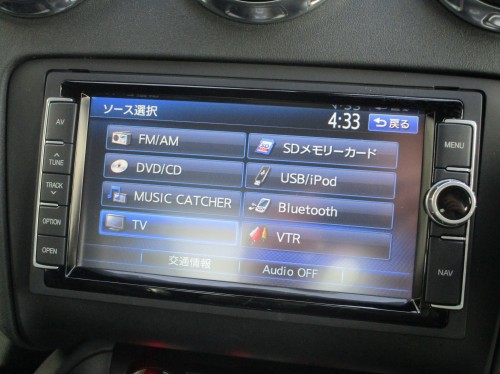 ソース選択
4:33
戻る
FM/AM
SDメモリーカード
DVD/CD
USB/iPod
MUSIC CATCHER
Bluetooth
TV
VTR
交通情報
Audio OFF
AV
TUNE
TRACK
OPTION
OPEN
MENU
NAV